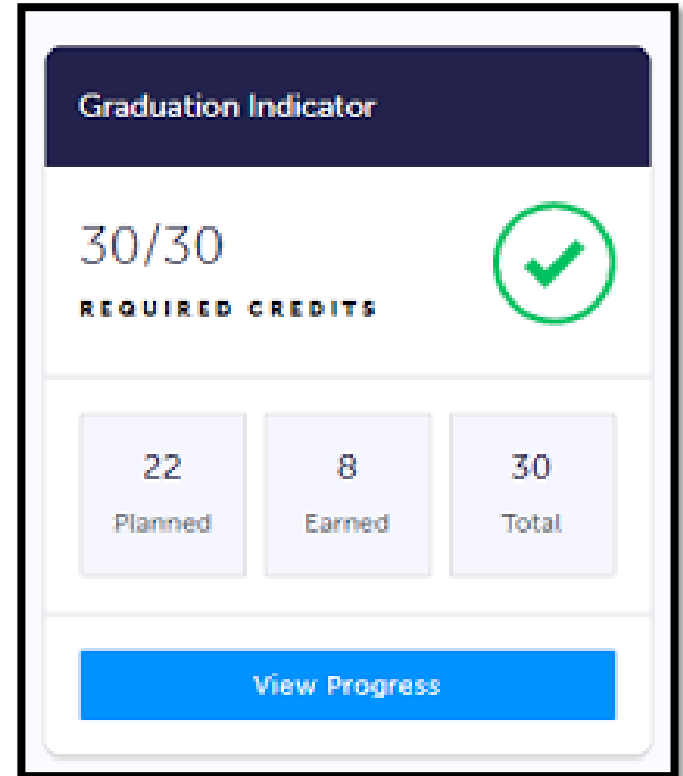 Graduation Indicator
30/30
REQUIRED CREDITS
22 8 30
Planned Earned Total
View Progress